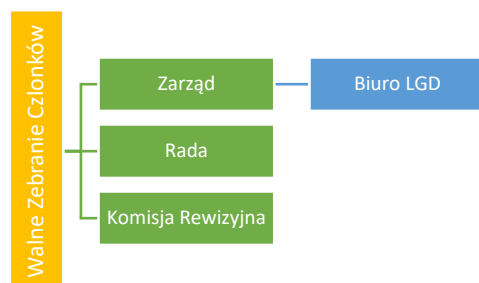 Walne Zebranie Członków
Zarząd
Biuro LGD
Rada
Komisja Rewizyjna